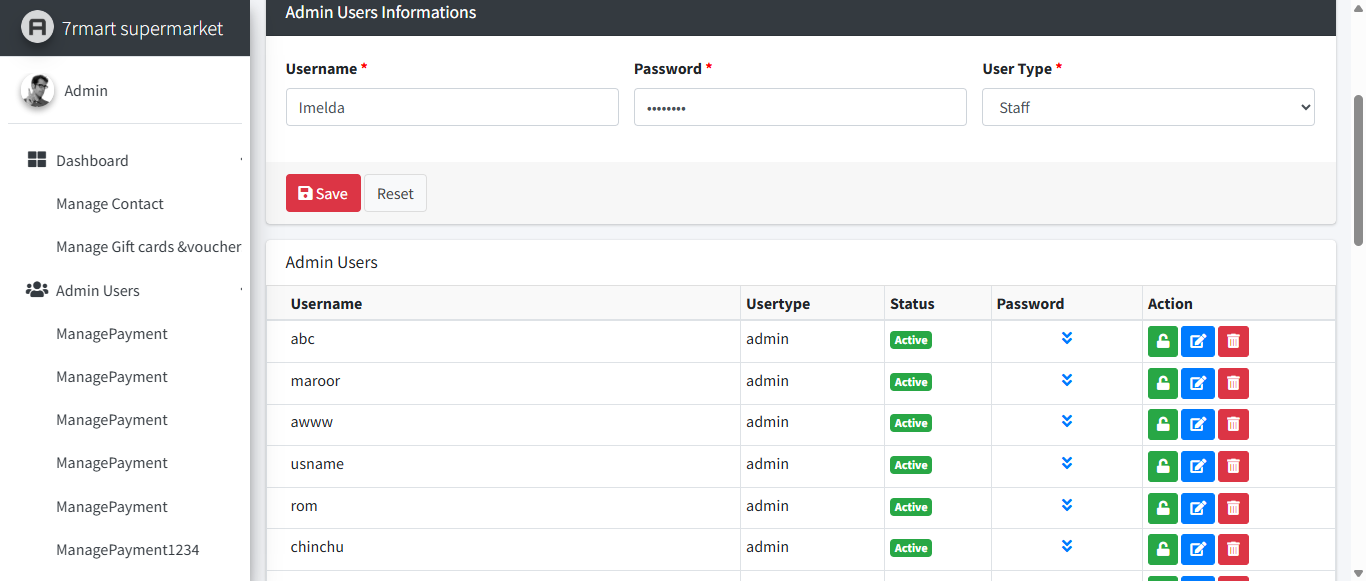 7rmart supermarket
Admin
Dashboard
Manage Contact
Manage Gift cards &voucher
Admin Users
ManagePayment
ManagePayment
ManagePayment
ManagePayment
ManagePayment
ManagePayment1234
Admin Users Informations
Username * Password * User Type *
Imelda •••••••• Staff
Save Reset
Admin Users
Username Usertype Status Password Action
abc admin Active
maroor admin Active
awww admin Active
usname admin Active
rom admin Active
chinchu admin Active